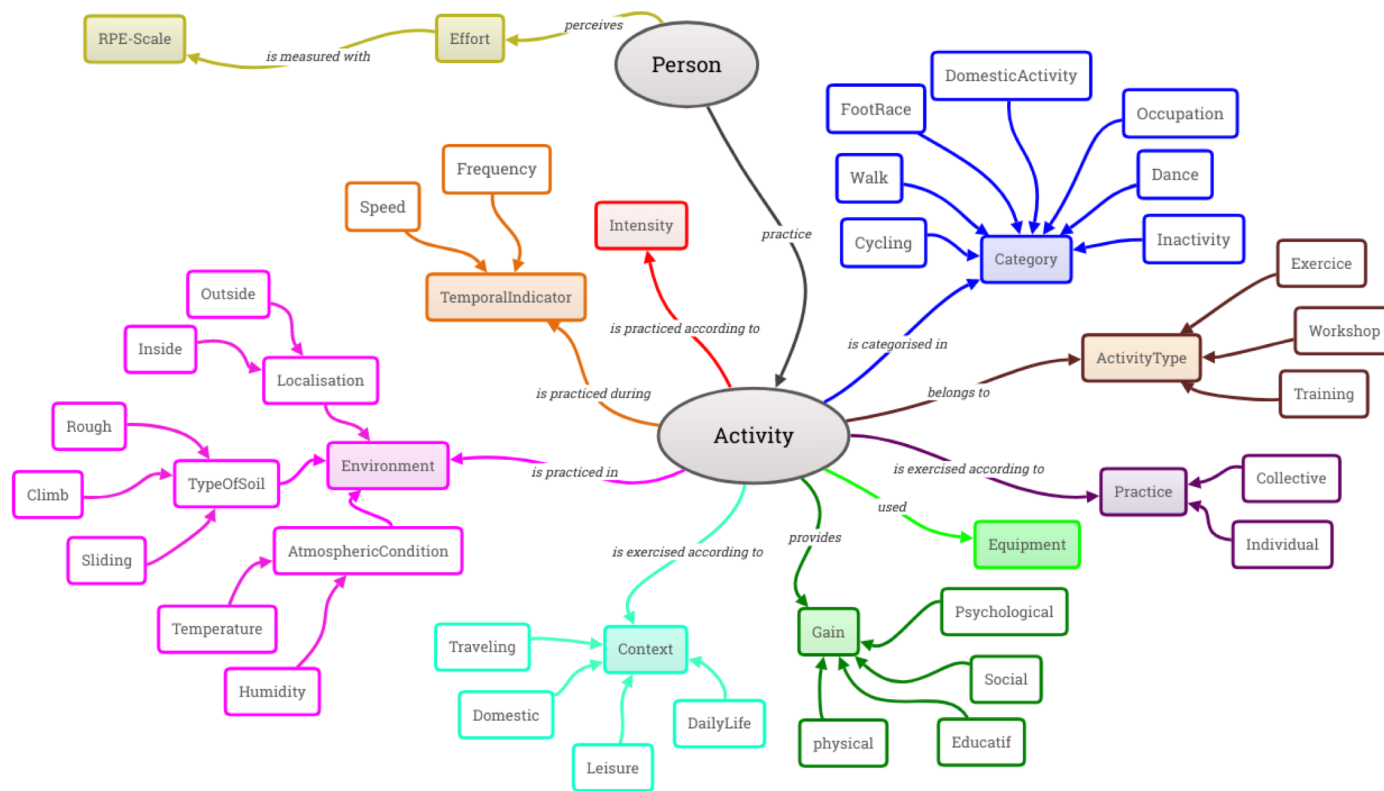 RPE-Scale
is measured with
Effort
perceives
Person
practice
DomesticActivity
FootRace
Occupation
Walk
Dance
Cycling
Inactivity
Category
is categorised in
Frequency
Speed
TemporalIndicator
is practiced during
Intensity
is practiced according to
Exercice
Workshop
Training
ActivityType
belongs to
Activity
Outside
Inside
Localisation
Rough
Climb
Sliding
TypeOfSoil
Environment
is practiced in
AtmosphericCondition
Temperature
Humidity
is exercised according to
Practice
Collective
Individual
used
Equipment
provides
Gain
Psychological
Social
Educatif
physical
is exercised according to
Context
Traveling
Domestic
Leisure
DailyLife